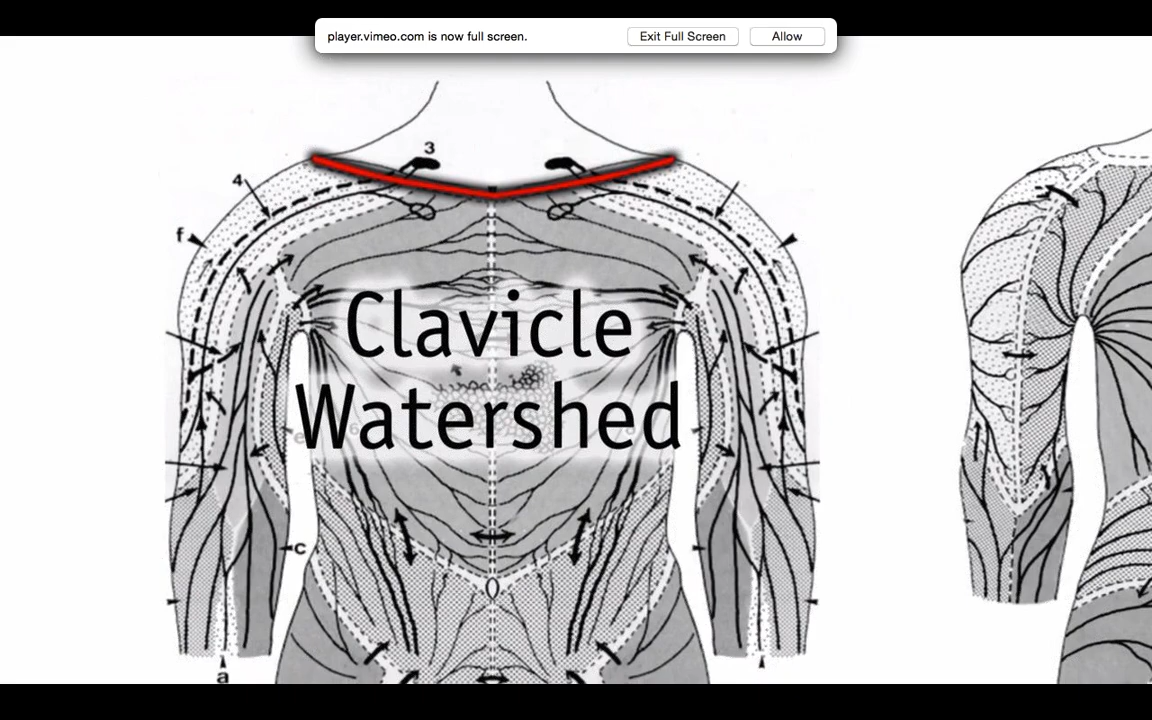 player.vimeo.com is now full screen.
Exit Full Screen
Allow
3
4
f
Clavicle
Watershed
e
c
a